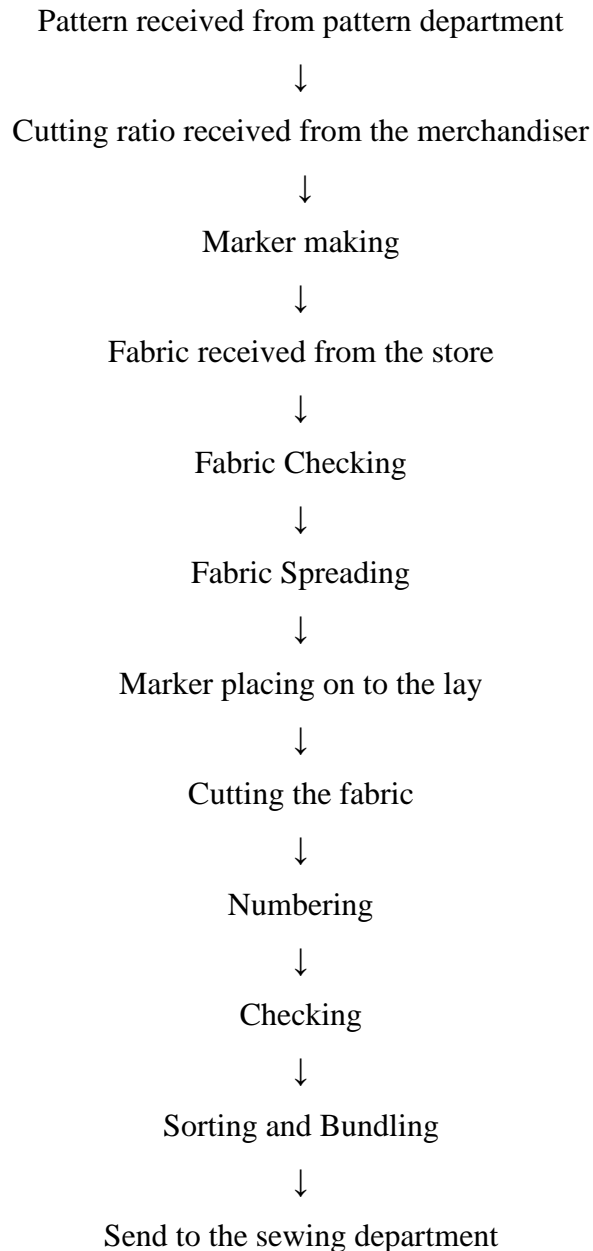 Pattern received from pattern department
↓
Cutting ratio received from the merchandiser
↓
Marker making
↓
Fabric received from the store
↓
Fabric Checking
↓
Fabric Spreading
↓
Marker placing on to the lay
↓
Cutting the fabric
↓
Numbering
↓
Checking
↓
Sorting and Bundling
↓
Send to the sewing department